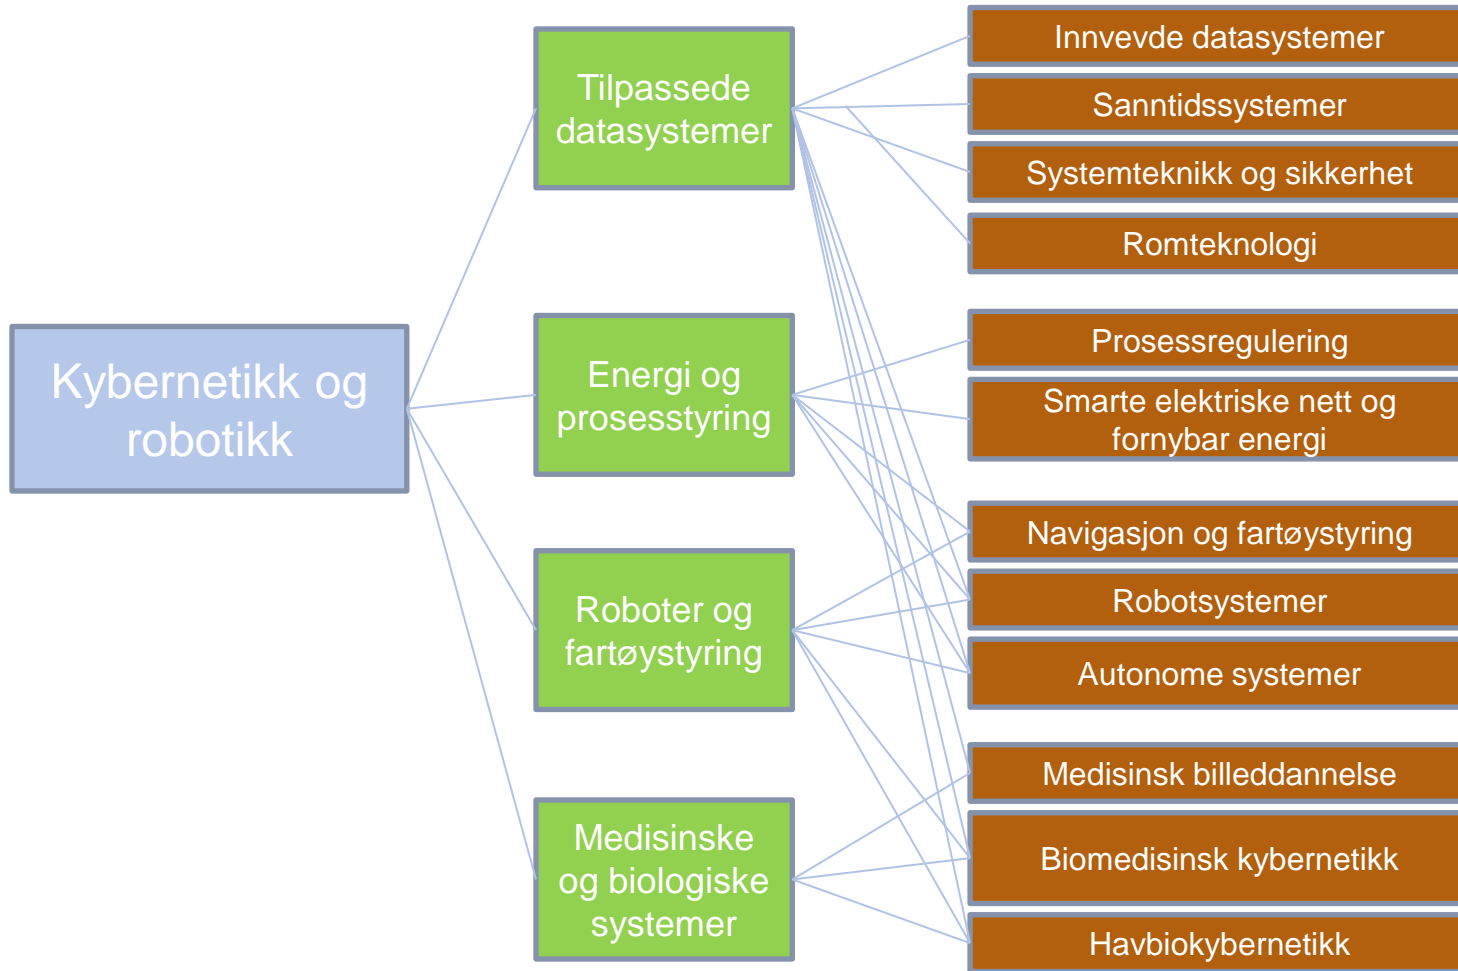 Kybernetikk og
robotikk
Tilpassede
datasystemer
Energi og
prosesstyring
Roboter og
fartøystyring
Medisinske
og biologiske
systemer
Innvevde datasystemer
Sanntidssystemer
Systemteknikk og sikkerhet
Romteknologi
Prosessregulering
Smarte elektriske nett og
fornybar energi
Navigasjon og fartøystyring
Robotsystemer
Autonome systemer
Medisinsk billeddannelse
Biomedisinsk kybernetikk
Havbiokybernetikk